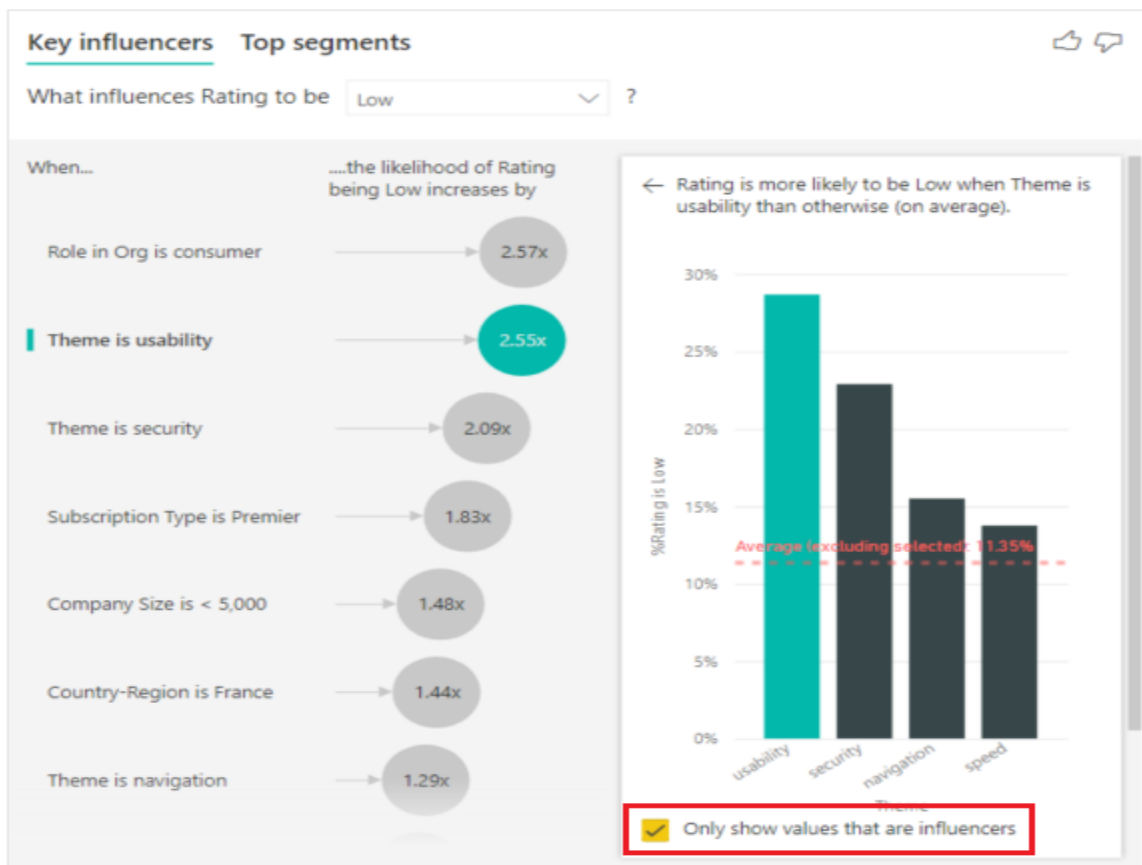 Key influencers Top segments
What influences Rating to be Low ?
When...
....the likelihood of Rating
being Low increases by
Role in Org is consumer 2.57x
Theme is usability 2.55x
Theme is security 2.09x
Subscription Type is Premier 1.83x
Company Size is < 5,000 1.48x
Country-Region is France 1.44x
Theme is navigation 1.29x
← Rating is more likely to be Low when Theme is
usability than otherwise (on average).
30%
25%
20%
15%
10%
5%
0%
%Rating is Low
Average (excluding selected): 11.35%
usability
security
navigation
speed
Theme
Only show values that are influencers